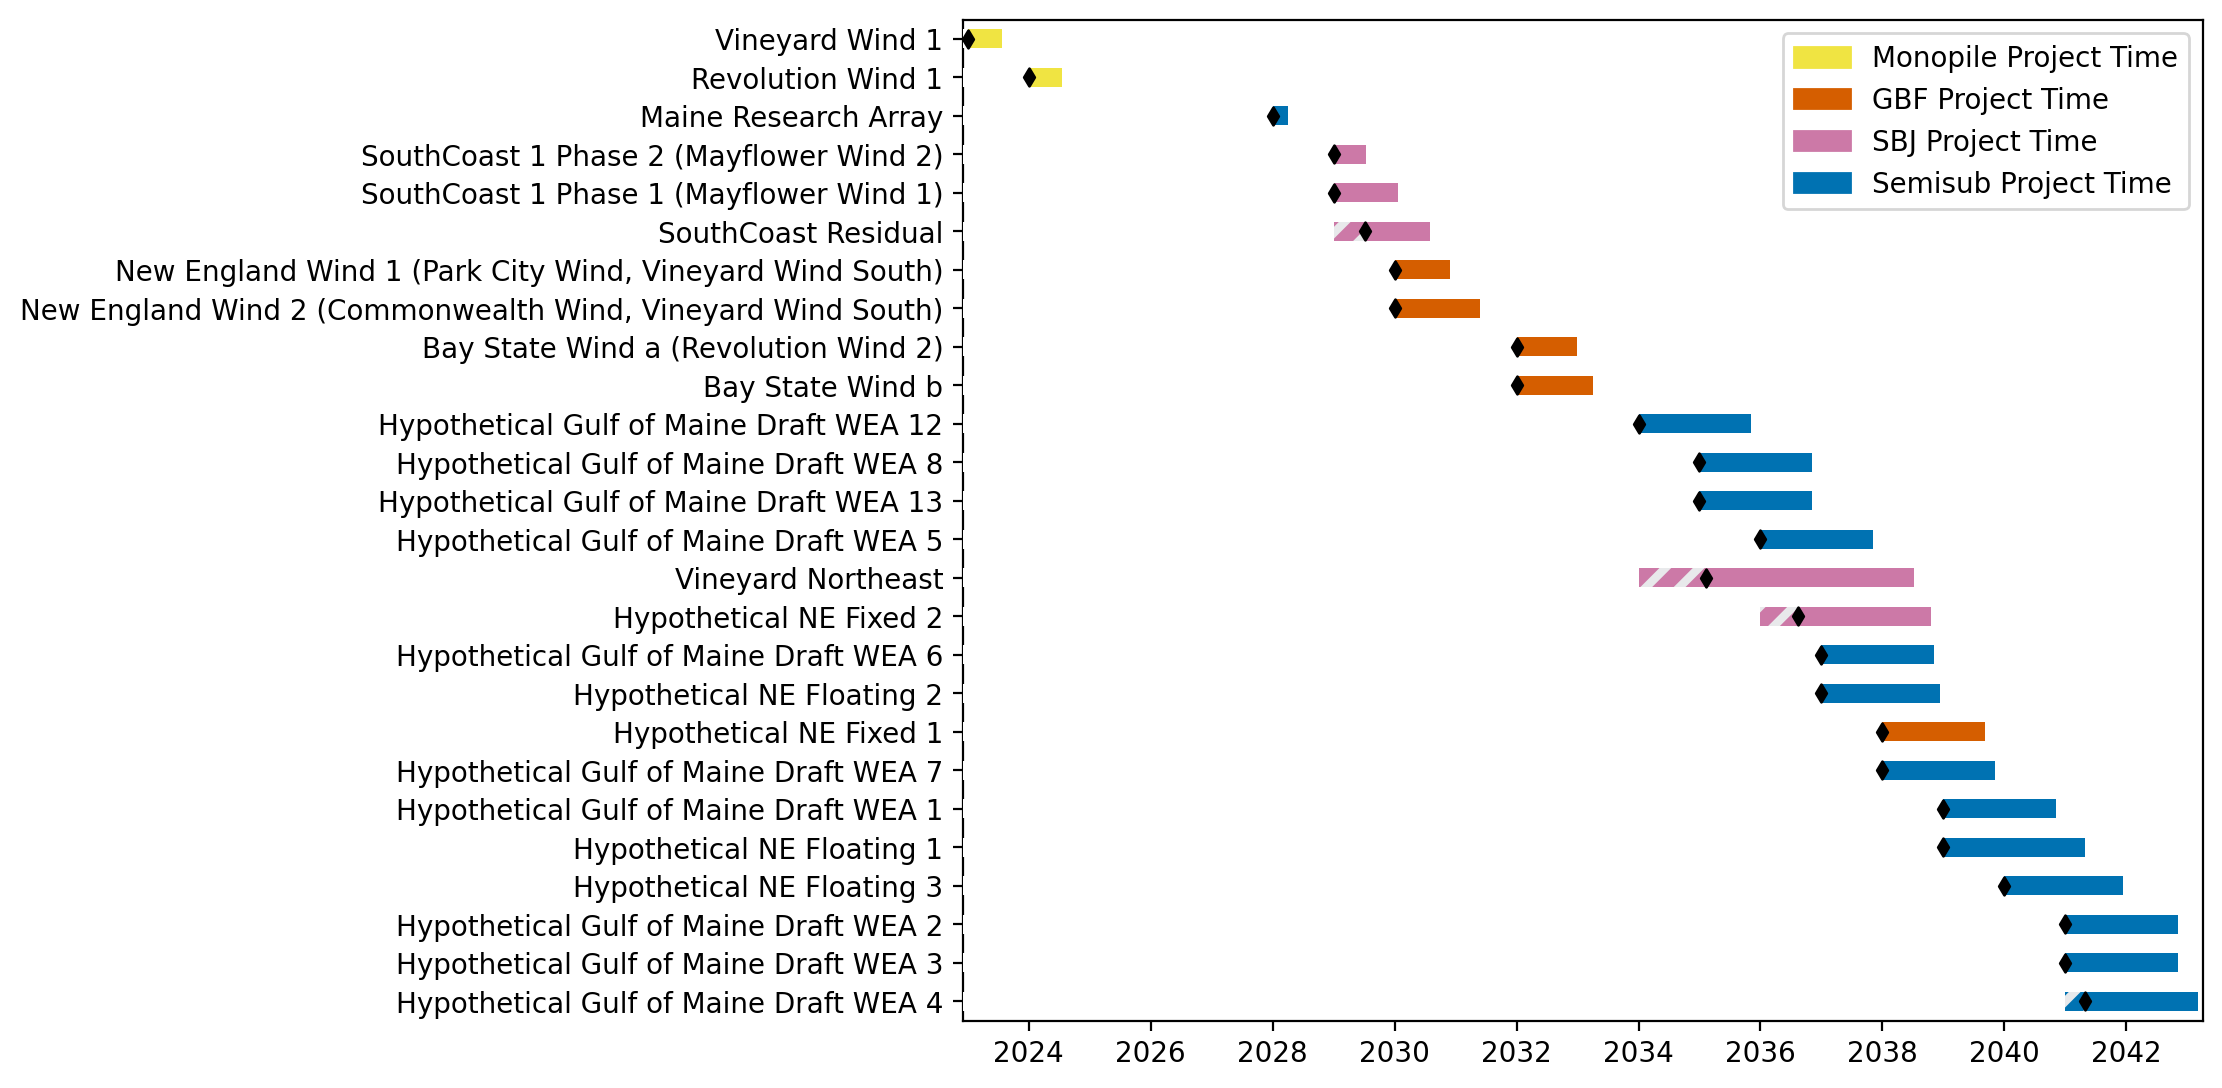 Vineyard Wind 1
Revolution Wind 1
Maine Research Array
SouthCoast 1 Phase 2 (Mayflower Wind 2)
SouthCoast 1 Phase 1 (Mayflower Wind 1)
SouthCoast Residual
New England Wind 1 (Park City Wind, Vineyard Wind South)
New England Wind 2 (Commonwealth Wind, Vineyard Wind South)
Bay State Wind a (Revolution Wind 2)
Bay State Wind b
Hypothetical Gulf of Maine Draft WEA 12
Hypothetical Gulf of Maine Draft WEA 8
Hypothetical Gulf of Maine Draft WEA 13
Hypothetical Gulf of Maine Draft WEA 5
Vineyard Northeast
Hypothetical NE Fixed 2
Hypothetical Gulf of Maine Draft WEA 6
Hypothetical NE Floating 2
Hypothetical NE Fixed 1
Hypothetical Gulf of Maine Draft WEA 7
Hypothetical Gulf of Maine Draft WEA 1
Hypothetical NE Floating 1
Hypothetical NE Floating 3
Hypothetical Gulf of Maine Draft WEA 2
Hypothetical Gulf of Maine Draft WEA 3
Hypothetical Gulf of Maine Draft WEA 4
Monopile Project Time
GBF Project Time
SBJ Project Time
Semisub Project Time
2024 2026 2028 2030 2032 2034 2036 2038 2040 2042